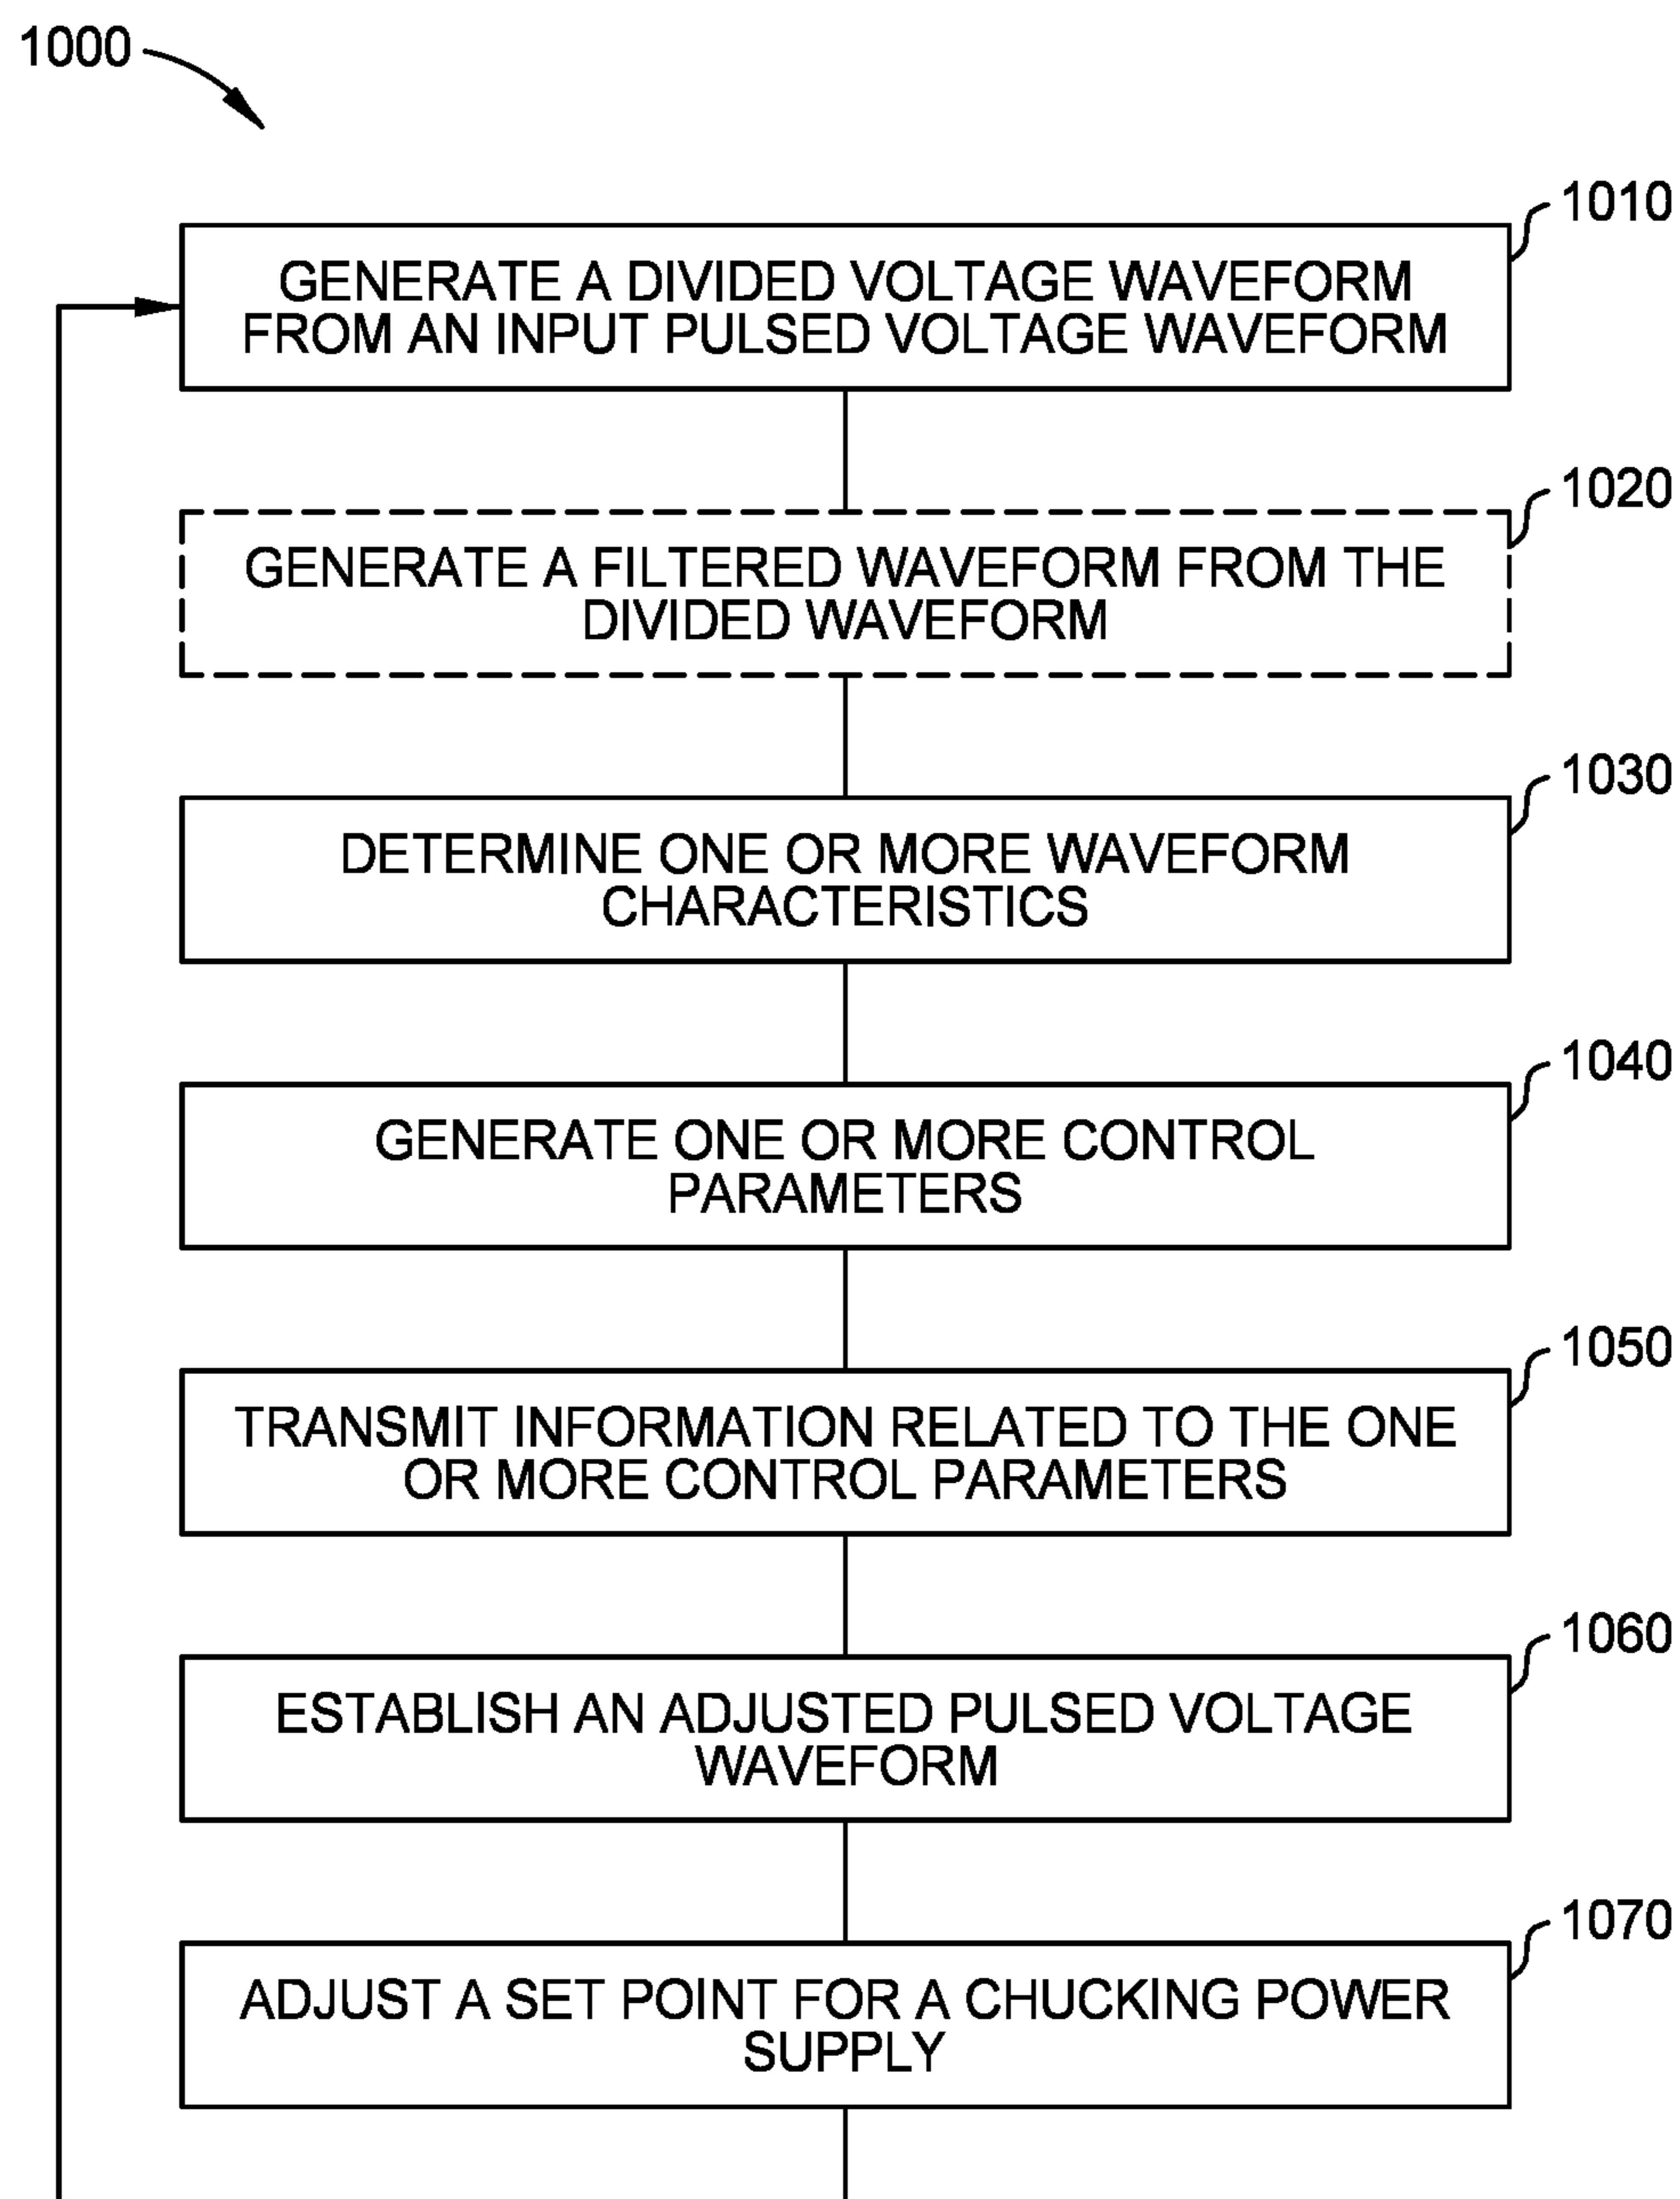 1000
1010
GENERATE A DIVIDED VOLTAGE WAVEFORM
FROM AN INPUT PULSED VOLTAGE WAVEFORM
1020
GENERATE A FILTERED WAVEFORM FROM THE
DIVIDED WAVEFORM
1030
DETERMINE ONE OR MORE WAVEFORM
CHARACTERISTICS
1040
GENERATE ONE OR MORE CONTROL
PARAMETERS
1050
TRANSMIT INFORMATION RELATED TO THE ONE
OR MORE CONTROL PARAMETERS
1060
ESTABLISH AN ADJUSTED PULSED VOLTAGE
WAVEFORM
1070
ADJUST A SET POINT FOR A CHUCKING POWER
SUPPLY